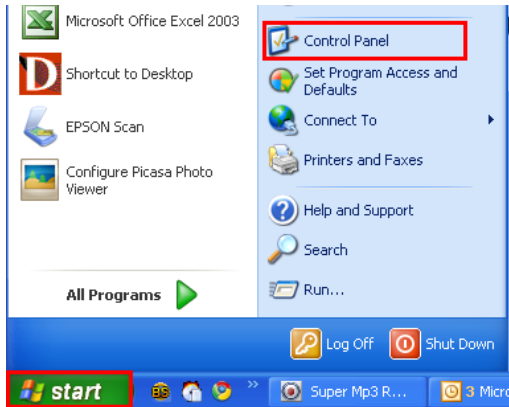 Microsoft Office Excel 2003
Shortcut to Desktop
EPSON Scan
Configure Picasa Photo
Viewer
All Programs
Control Panel
Set Program Access and
Defaults
Connect To
Printers and Faxes
Help and Support
Search
Run...
Log Off
Shut Down
start
Super Mp3 R...
3 Micro